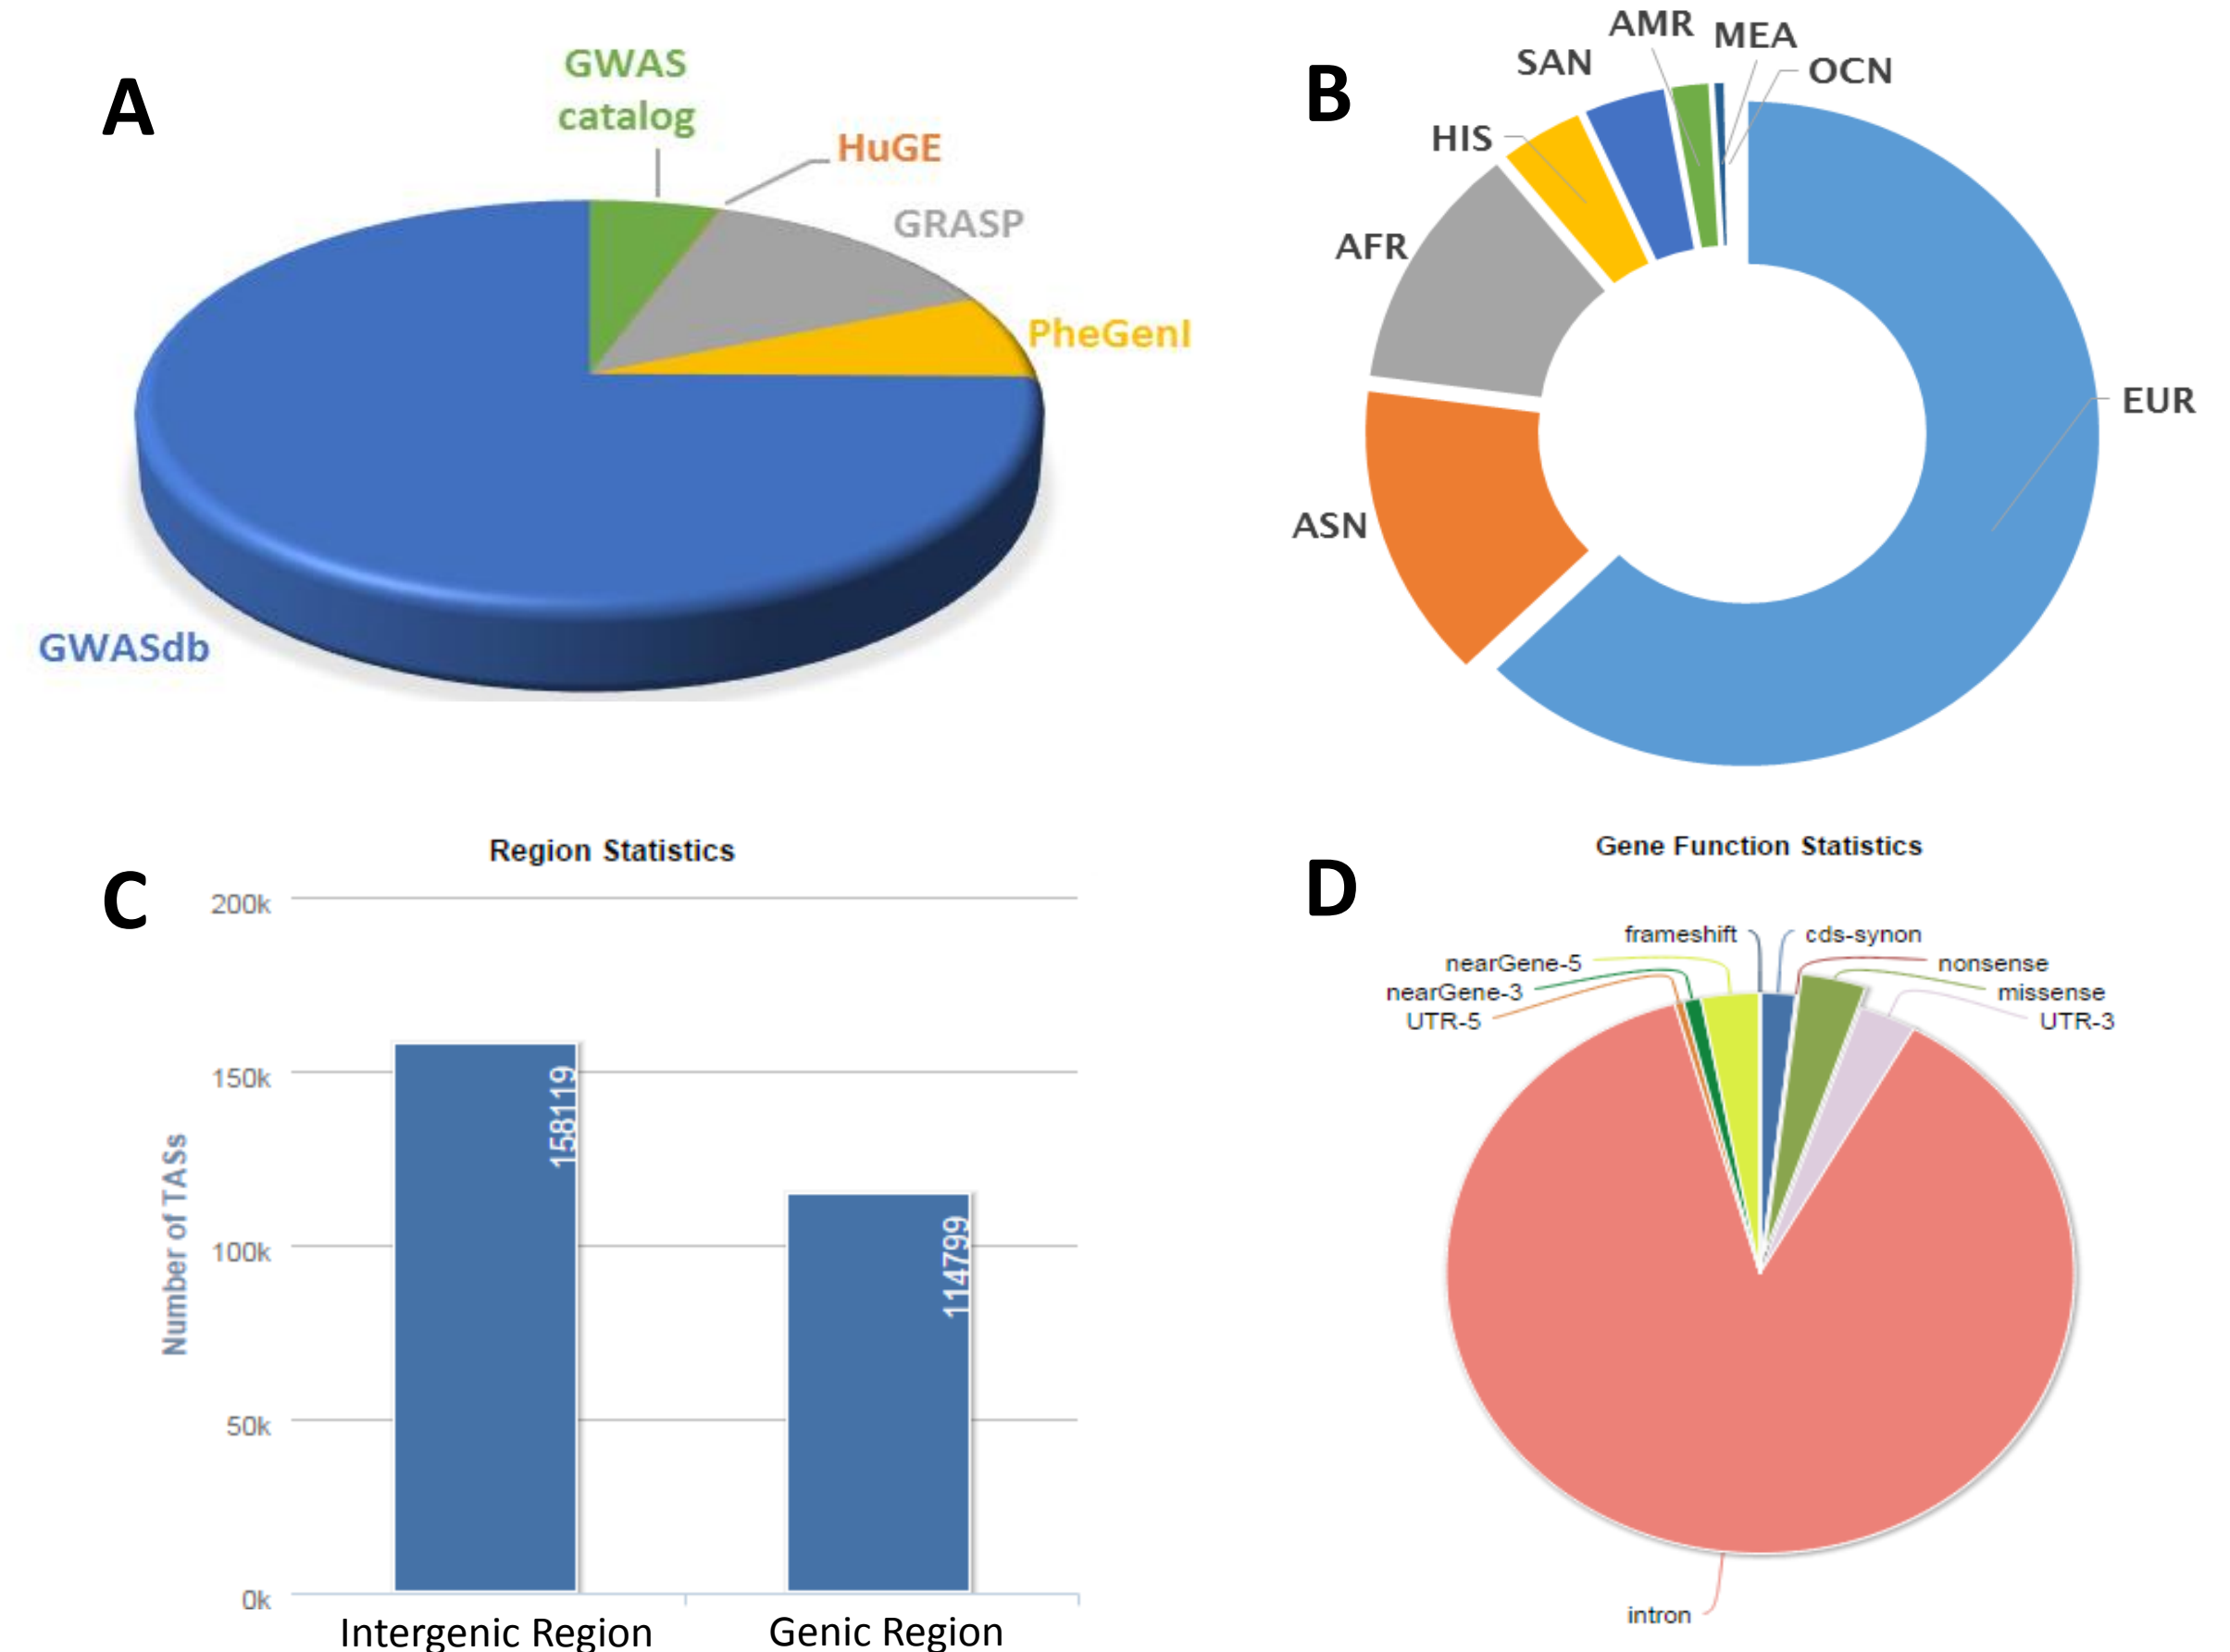 A
GWAS
catalog
HuGE
GRASP
PheGenI
GWASdb
B
AMR
MEA
SAN
OCN
HIS
AFR
EUR
ASN
C
Region Statistics
200k
150k
100k
50k
0k
Number of TASs
158119
114799
Intergenic Region
Genic Region
D
Gene Function Statistics
frameshift
cds-synon
nearGene-5
nonsense
nearGene-3
missense
UTR-5
UTR-3
intron